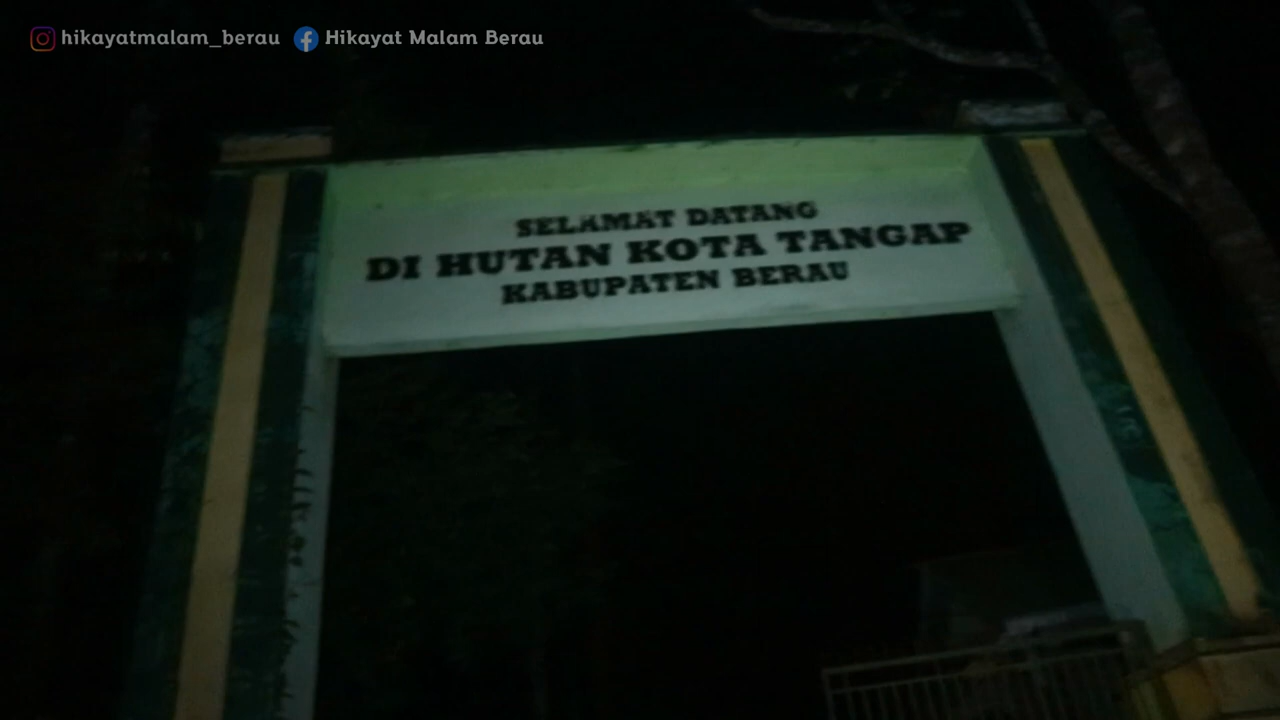 hikayatmalam_berau Hikayat Malam Berau
SELAMAT DATANG
DI HUTAN KOTA TANGAP
KABUPATEN BERAU